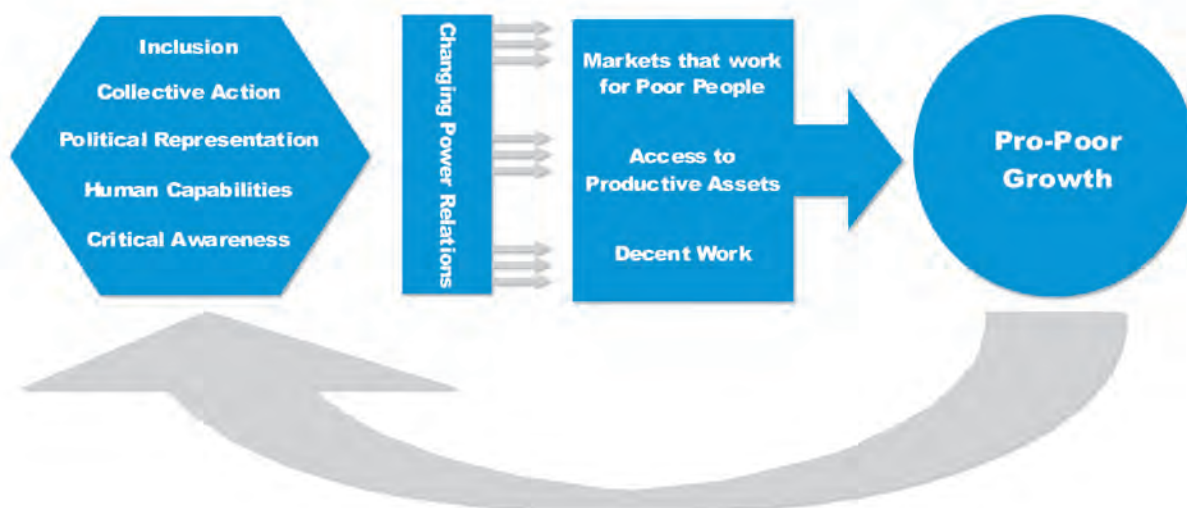 Inclusion
Collective Action
Political Representation
Human Capabilities
Critical Awareness
Changing Power Relations
Markets that work
for Poor People
Access to
Productive Assets
Decent Work
Pro-Poor
Growth